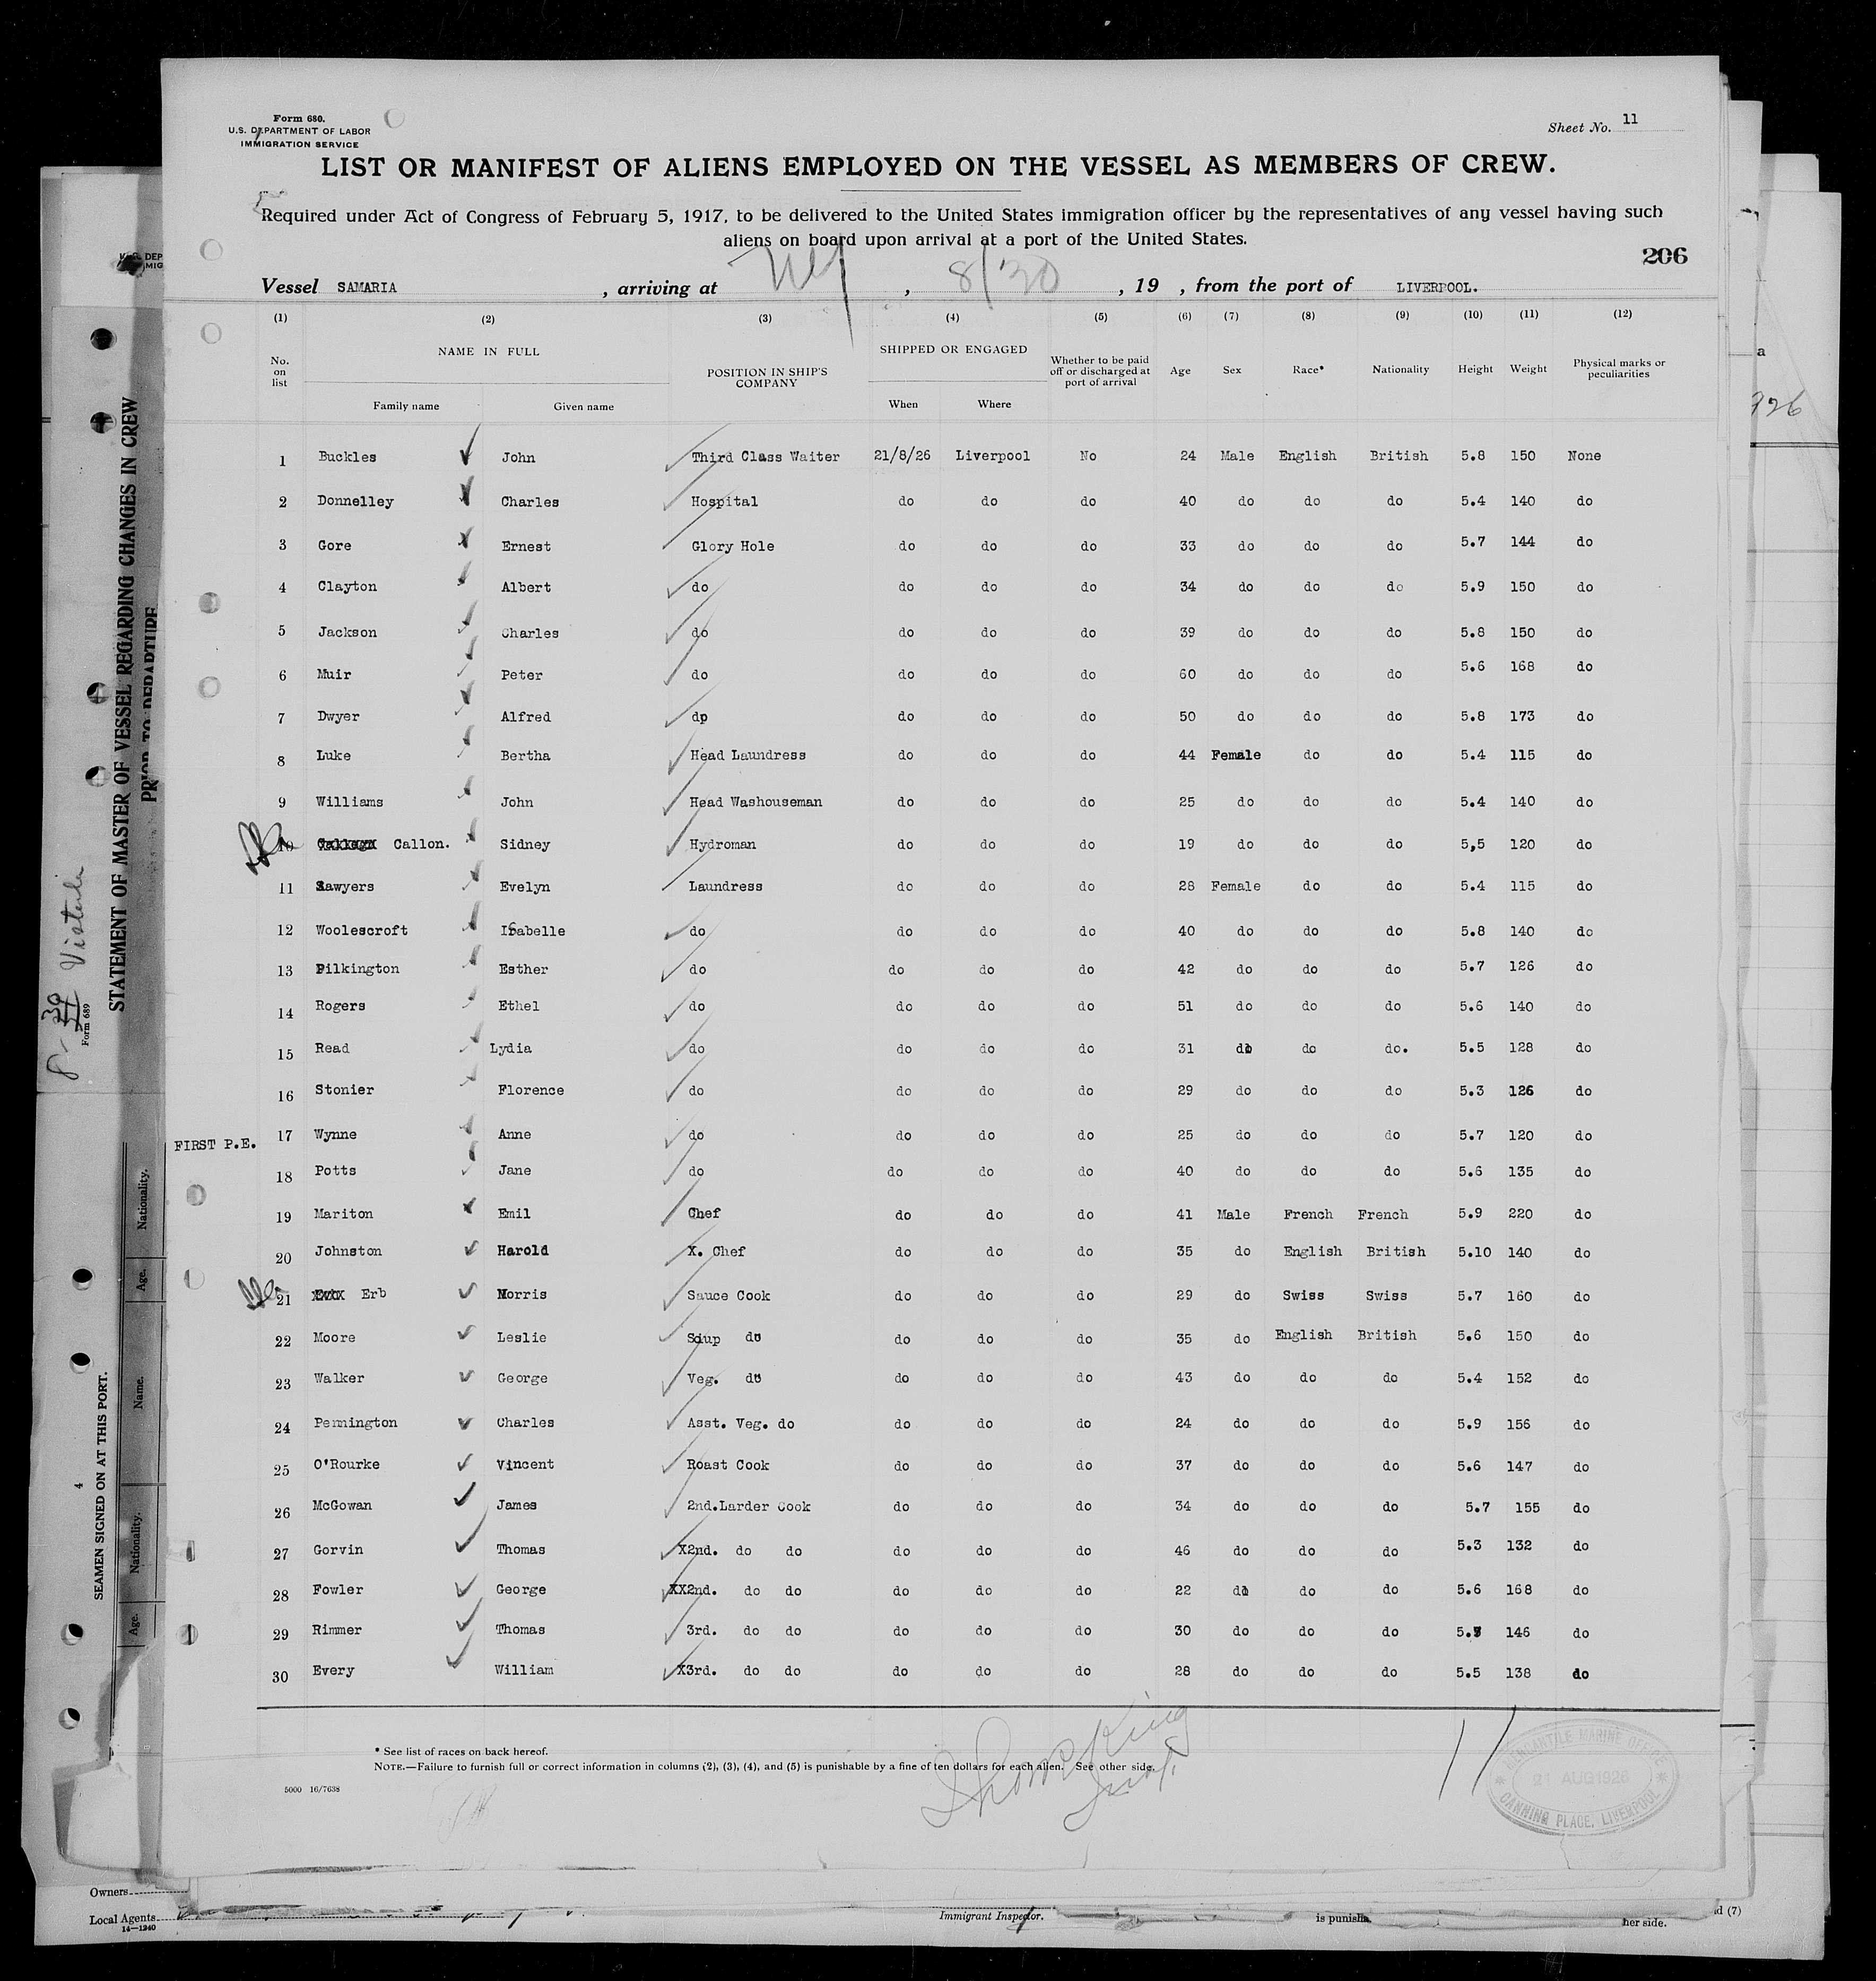 Form 680.
U.S. DEPARTMENT OF LABOR
IMMIGRATION SERVICE
Sheet No. 11
LIST OR MANIFEST OF ALIENS EMPLOYED ON THE VESSEL AS MEMBERS OF CREW.
Required under Act of Congress of February 5, 1917, to be delivered to the United States immigration officer by the representatives of any vessel having such
aliens on board upon arrival at a port of the United States.
206
Vessel SAMARIA , arriving at NY , 8/30 , 19 , from the port of LIVERPOOL.
(1) (2) (3) (4) (5) (6) (7) (8) (9) (10) (11) (12)
No. on list NAME IN FULL Family name Given name POSITION IN SHIP'S COMPANY SHIPPED OR ENGAGED When Where Whether to be paid off or discharged at port of arrival Age Sex Race* Nationality Height Weight Physical marks or peculiarities
1 Buckles John Third Class Waiter 21/8/26 Liverpool No 24 Male English British 5.8 150 None
2 Donnelley Charles Hospital do do do 40 do do do 5.4 140 do
3 Gore Ernest Glory Hole do do do 33 do do do 5.7 144 do
4 Clayton Albert do do do do 34 do do do 5.9 150 do
5 Jackson Charles do do do do 39 do do do 5.8 150 do
6 Muir Peter do do do do 60 do do do 5.6 168 do
7 Dwyer Alfred dp do do do 50 do do do 5.8 173 do
8 Luke Bertha Head Laundress do do do 44 Female do do 5.4 115 do
9 Williams John Head Washouseman do do do 25 do do do 5.4 140 do
10 Callon. Sidney Hydroman do do do 19 do do do 5,5 120 do
11 Sawyers Evelyn Laundress do do do 28 Female do do 5.4 115 do
12 Woolescroft Isabelle do do do do 40 do do do 5.8 140 do
13 Pilkington Esther do do do do 42 do do do 5.7 126 do
14 Rogers Ethel do do do do 51 do do do 5.6 140 do
15 Read Lydia do do do do 31 do do do. 5.5 128 do
16 Stonier Florence do do do do 29 do do do 5.3 126 do
FIRST P.E. 17 Wynne Anne do do do do 25 do do do 5.7 120 do
18 Potts Jane do do do do 40 do do do 5.6 135 do
19 Mariton Emil Chef do do do 41 Male French French 5.9 220 do
20 Johnston Harold X. Chef do do do 35 do English British 5.10 140 do
21 Erb Morris Sauce Cook do do do 29 do Swiss Swiss 5.7 160 do
22 Moore Leslie Soup do do do do 35 do English British 5.6 150 do
23 Walker George Veg. do do do do 43 do do do 5.4 152 do
24 Pennington Charles Asst. Veg. do do do do 24 do do do 5.9 156 do
25 O'Rourke Vincent Roast Cook do do do 37 do do do 5.6 147 do
26 McGowan James 2nd.Larder Cook do do do 34 do do do 5.7 155 do
27 Gorvin Thomas X2nd. do do do do do 46 do do do 5.3 132 do
28 Fowler George XX2nd. do do do do do 22 do do do 5.6 168 do
29 Rimmer Thomas 3rd. do do do do do 30 do do do 5. 146 do
30 Every William X3rd. do do do do do 28 do do do 5.5 138 do
* See list of races on back hereof.
NOTE.—Failure to furnish full or correct information in columns (2), (3), (4), and (5) is punishable by a fine of ten dollars for each alien. See other side.
5000 16/7638
11
MERCANTILE MARINE OFFICE
21 AUG 1926
CANNING PLACE, LIVERPOOL
STATEMENT OF MASTER OF VESSEL REGARDING CHANGES IN CREW
PRIOR TO DEPARTURE
Form 689
SEAMEN SIGNED ON AT THIS PORT.
4
Nationality.
Age.
Name.
Nationality.
Age.
926
Owners
Local Agents
14—1240
Immigrant Inspector.
is punisha
her side.
d (7)